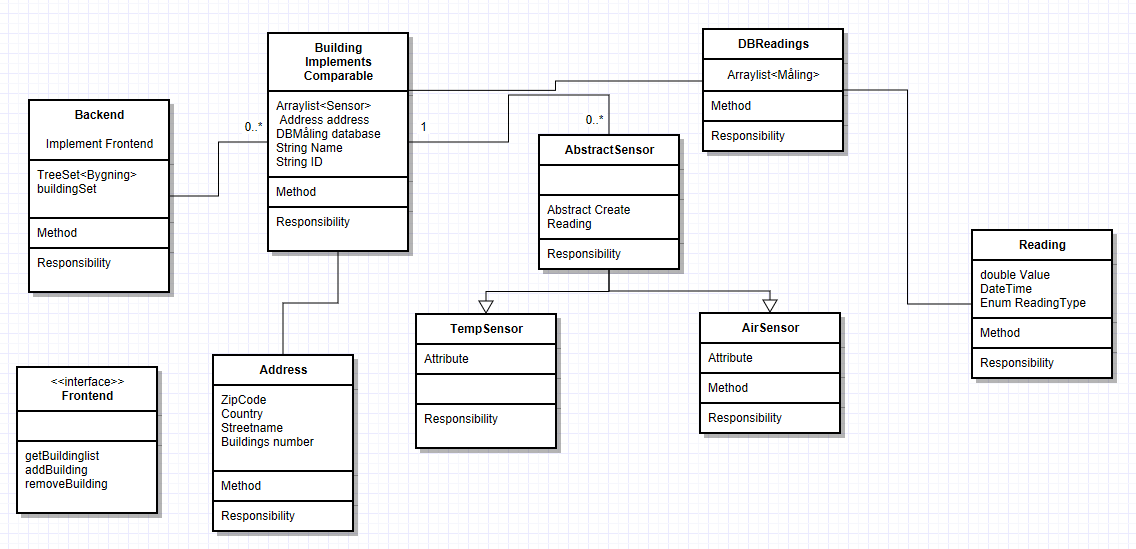 Backend
Implement Frontend
TreeSet<Bygning>
buildingSet
Method
Responsibility
0..*
Building
Implements
Comparable
Arraylist<Sensor>
Address address
DBMåling database
String Name
String ID
Method
Responsibility
1
0..*
DBReadings
Arraylist<Måling>
Method
Responsibility
AbstractSensor
Abstract Create
Reading
Responsibility
Reading
double Value
DateTime
Enum ReadingType
Method
Responsibility
TempSensor
Attribute
Responsibility
AirSensor
Attribute
Method
Responsibility
Address
ZipCode
Country
Streetname
Buildings number
Method
Responsibility
<<interface>>
Frontend
getBuildinglist
addBuilding
removeBuilding